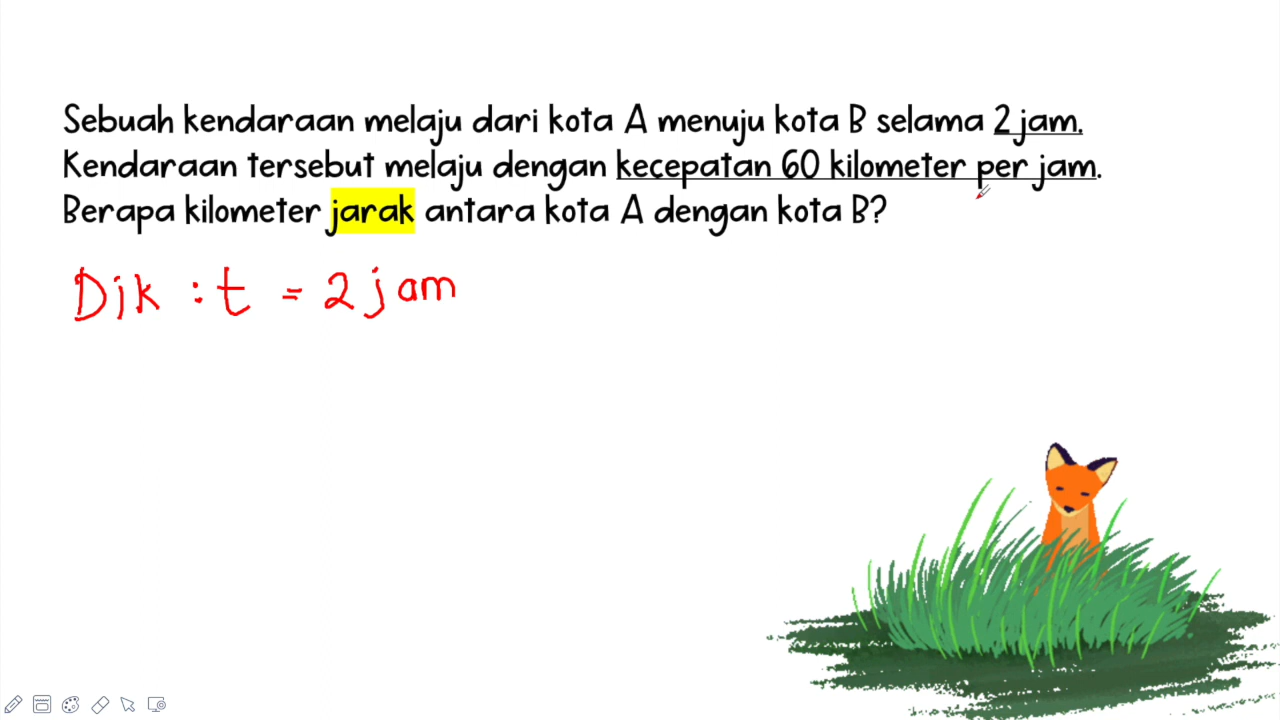 Sebuah kendaraan melaju dari kota A menuju kota B selama 2 jam.
Kendaraan tersebut melaju dengan kecepatan 60 kilometer per jam.
Berapa kilometer jarak antara kota A dengan kota B?
Dik : t = 2 jam